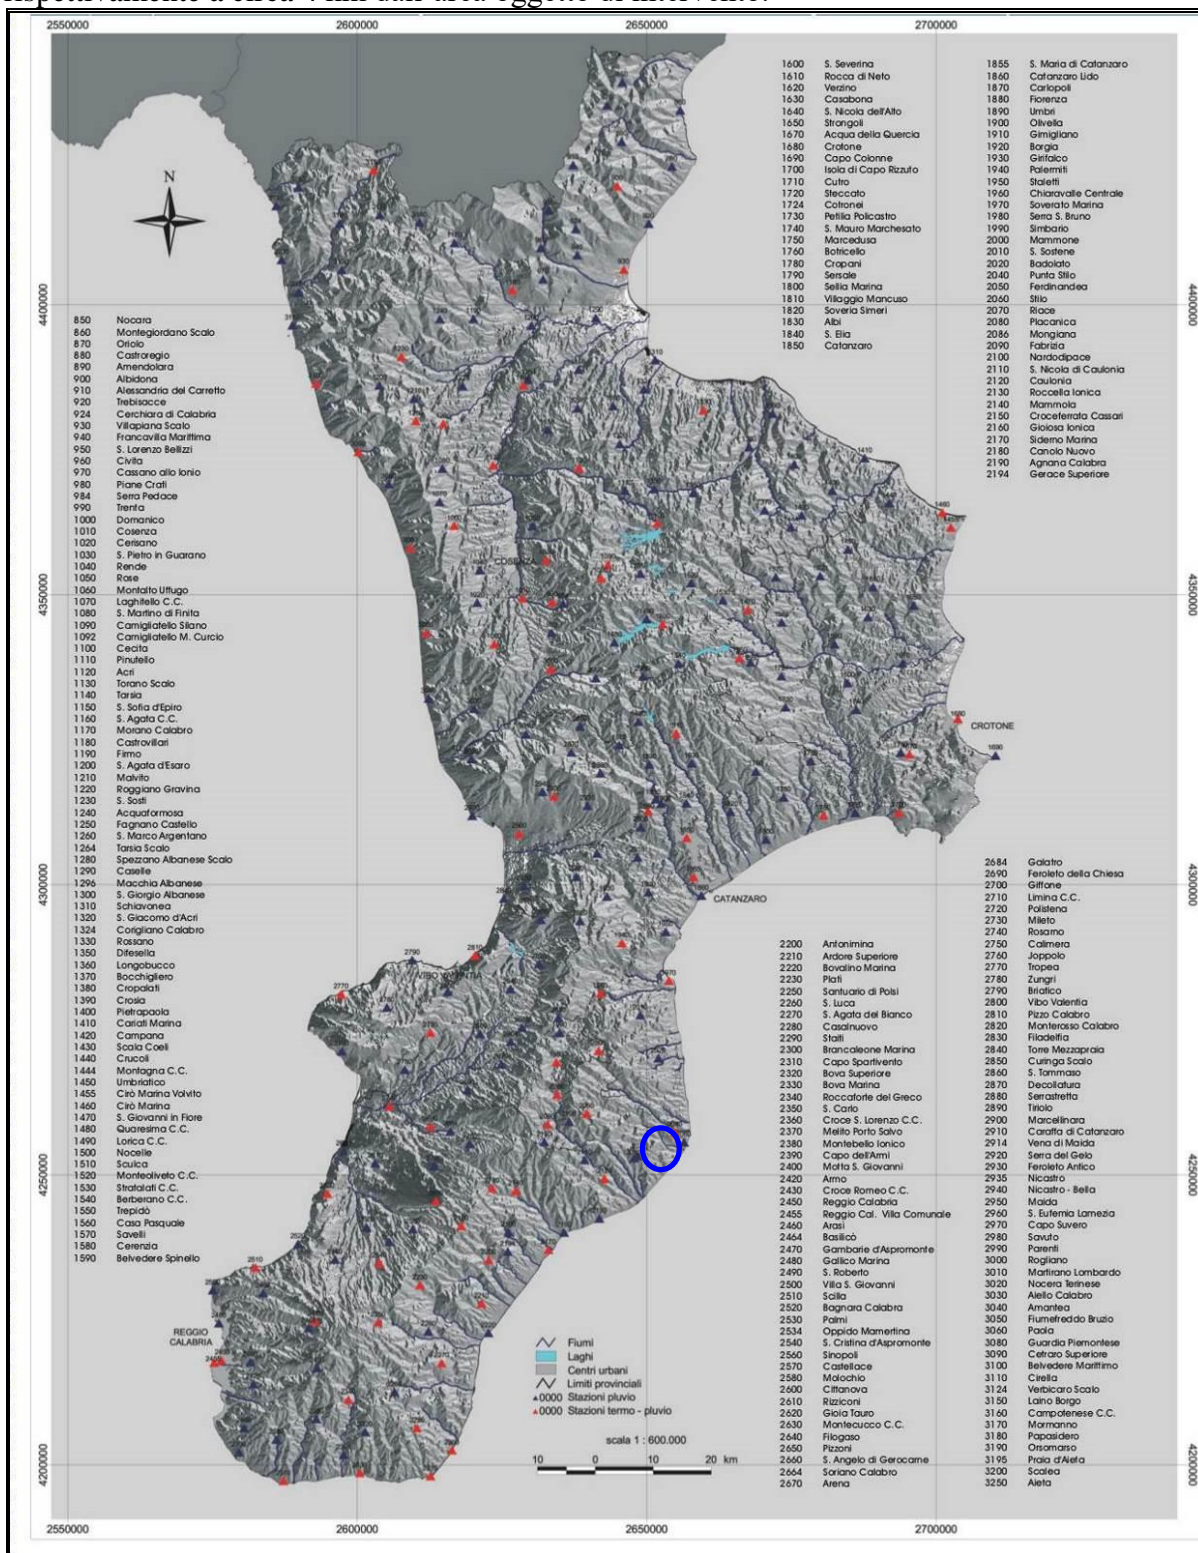 rispettivamente a circa 4 km dall'area oggetto di intervento.
2550000 2600000 2650000 2700000
N
1600 S. Severina
1610 Rocca di Neto
1620 Verzino
1630 Casabona
1640 S. Nicola dell'Alto
1650 Strongoli
1670 Acqua della Quercia
1680 Crotone
1690 Capo Colonne
1700 Isola di Capo Rizzuto
1710 Cutro
1720 Steccato
1724 Cotronei
1730 Petilia Policastro
1740 S. Mauro Marchesato
1750 Marcedusa
1760 Botricello
1780 Cropani
1790 Sersale
1800 Sellia Marina
1810 Villaggio Mancuso
1820 Soveria Simeri
1830 Albi
1840 S. Elia
1850 Catanzaro
1855 S. Maria di Catanzaro
1860 Catanzaro Lido
1870 Carlopoli
1880 Fiorenza
1890 Umbri
1900 Olivella
1910 Gimigliano
1920 Borgia
1930 Girifalco
1940 Palermiti
1950 Staletti
1960 Chiaravalle Centrale
1970 Soverato Marina
1980 Serra S. Bruno
1990 Simbario
2000 Mammone
2010 S. Sostene
2020 Badolato
2040 Punta Stilo
2050 Ferdinandea
2060 Stilo
2070 Riace
2080 Placanica
2086 Mongiana
2090 Fabrizia
2100 Nardodipace
2110 S. Nicola di Caulonia
2120 Caulonia
2130 Roccella Ionica
2140 Mammola
2150 Croceferrata Cassari
2160 Gioiosa Ionica
2170 Siderno Marina
2180 Canolo Nuovo
2190 Agnana Calabra
2194 Gerace Superiore
4400000
4350000
4300000
4250000
4200000
850 Nocara
860 Montegiordano Scalo
870 Oriolo
880 Castroregio
890 Amendolara
900 Albidona
910 Alessandria del Carretto
920 Trebisacce
924 Cerchiara di Calabria
930 Villapiana Scalo
940 Francavilla Marittima
950 S. Lorenzo Bellizzi
960 Civita
970 Cassano allo Ionio
980 Piane Crati
984 Serra Pedace
990 Trenta
1000 Domanico
1010 Cosenza
1020 Cerisano
1030 S. Pietro in Guarano
1040 Rende
1050 Rose
1060 Montalto Uffugo
1070 Laghitello C.C.
1080 S. Martino di Finita
1090 Camigliatello Silano
1092 Camigliatello M. Curcio
1100 Cecita
1110 Pinutello
1120 Acri
1130 Torano Scalo
1140 Tarsia
1150 S. Sofia d'Epiro
1160 S. Agata C.C.
1170 Morano Calabro
1180 Castrovillari
1190 Firmo
1200 S. Agata d'Esaro
1210 Malvito
1220 Roggiano Gravina
1230 S. Sosti
1240 Acquaformosa
1250 Fagnano Castello
1260 S. Marco Argentano
1264 Tarsia Scalo
1280 Spezzano Albanese Scalo
1290 Caselle
1296 Macchia Albanese
1300 S. Giorgio Albanese
1310 Schiavonea
1320 S. Giacomo d'Acri
1324 Corigliano Calabro
1330 Rossano
1350 Difesella
1360 Longobucco
1370 Bocchigliero
1380 Cropalati
1390 Crosia
1400 Pietrapaola
1410 Cariati Marina
1420 Campana
1430 Scala Coeli
1440 Crucoli
1444 Montagna C.C.
1450 Umbriatico
1455 Cirò Marina Volvito
1460 Cirò Marina
1470 S. Giovanni in Fiore
1480 Quaresima C.C.
1490 Lorica C.C.
1500 Nocelle
1510 Sculca
1520 Monteoliveto C.C.
1530 Stratalati C.C.
1540 Berberano C.C.
1550 Trepidò
1560 Casa Pasquale
1570 Savelli
1580 Cerenzia
1590 Belvedere Spinello
COSENZA
CROTONE
CATANZARO
VIBO VALENTIA
REGGIO
CALABRIA
2200 Antonimina
2210 Ardore Superiore
2220 Bovalino Marina
2230 Platì
2250 Santuario di Polsi
2260 S. Luca
2270 S. Agata del Bianco
2280 Casalnuovo
2290 Staiti
2300 Brancaleone Marina
2310 Capo Spartivento
2320 Bova Superiore
2330 Bova Marina
2340 Roccaforte del Greco
2350 S. Carlo
2360 Croce S. Lorenzo C.C.
2370 Melito Porto Salvo
2380 Montebello Ionico
2390 Capo dell'Armi
2400 Motta S. Giovanni
2420 Armo
2430 Croce Romeo C.C.
2450 Reggio Calabria
2455 Reggio Cal. Villa Comunale
2460 Arasì
2464 Basilicò
2470 Gambarie d'Aspromonte
2480 Gallico Marina
2490 S. Roberto
2500 Villa S. Giovanni
2510 Scilla
2520 Bagnara Calabra
2530 Palmi
2534 Oppido Mamertina
2540 S. Cristina d'Aspromonte
2560 Sinopoli
2570 Castellace
2580 Molochio
2600 Cittanova
2610 Rizziconi
2620 Gioia Tauro
2630 Montecucco C.C.
2640 Filogaso
2650 Pizzoni
2660 S. Angelo di Gerocarne
2664 Soriano Calabro
2670 Arena
2684 Galatro
2690 Feroleto della Chiesa
2700 Giffone
2710 Limina C.C.
2720 Polistena
2730 Mileto
2740 Rosarno
2750 Calimera
2760 Joppolo
2770 Tropea
2780 Zungri
2790 Briatico
2800 Vibo Valentia
2810 Pizzo Calabro
2820 Monterosso Calabro
2830 Filadelfia
2840 Torre Mezzapraia
2850 Curinga Scalo
2860 S. Tommaso
2870 Decollatura
2880 Serrastretta
2890 Tiriolo
2900 Marcellinara
2910 Caraffa di Catanzaro
2914 Vena di Maida
2920 Serra del Gelo
2930 Feroleto Antico
2935 Nicastro
2940 Nicastro - Bella
2950 Maida
2960 S. Eufemia Lamezia
2970 Capo Suvero
2980 Savuto
2990 Parenti
3000 Rogliano
3010 Martirano Lombardo
3020 Nocera Terinese
3030 Aiello Calabro
3040 Amantea
3050 Fiumefreddo Bruzio
3060 Paola
3080 Guardia Piemontese
3090 Cetraro Superiore
3100 Belvedere Marittimo
3110 Cirella
3124 Verbicaro Scalo
3150 Laino Borgo
3160 Campotenese C.C.
3170 Mormanno
3180 Papasidero
3190 Orsomarso
3195 Praia d'Aieta
3200 Scalea
3250 Aieta
Fiumi
Laghi
Centri urbani
Limiti provinciali
0000 Stazioni pluvio
0000 Stazioni termo - pluvio
scala 1 : 600.000
10 0 10 20 km
2550000 2600000 2650000 2700000